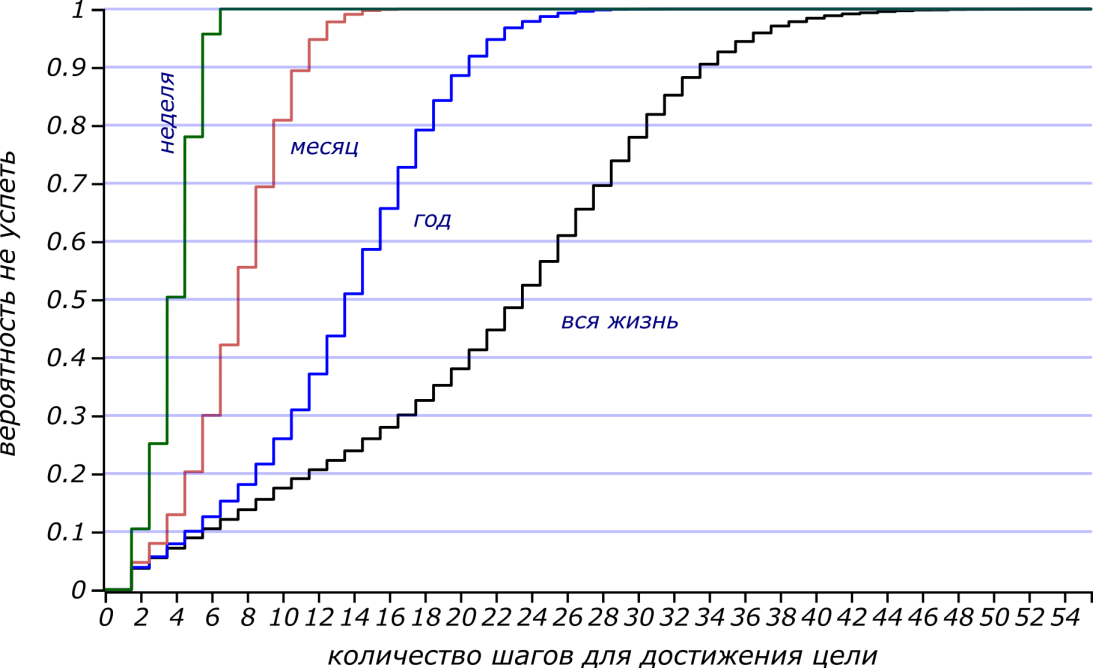 1
0.9
0.8
0.7
0.6
0.5
0.4
0.3
0.2
0.1
0
вероятность не успеть
неделя
месяц
год
вся жизнь
0 2 4 6 8 10 12 14 16 18 20 22 24 26 28 30 32 34 36 38 40 42 44 46 48 50 52 54
количество шагов для достижения цели